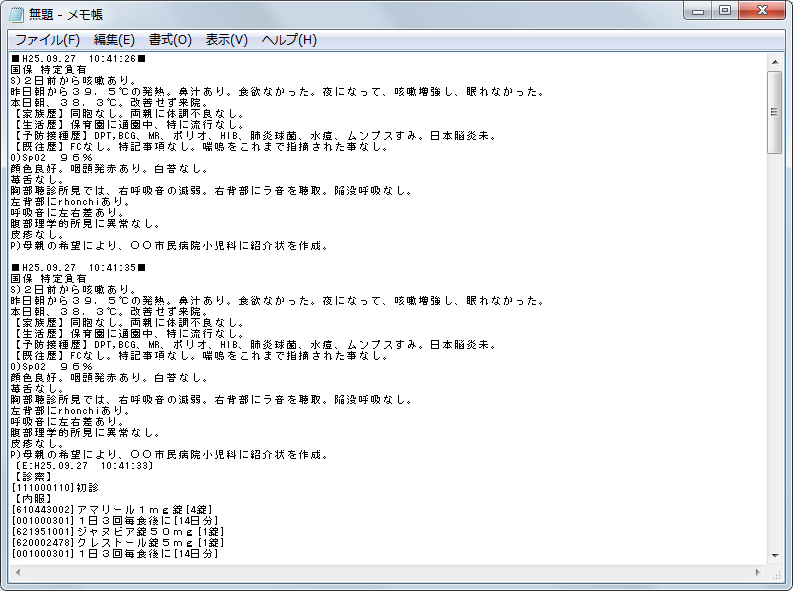 無題 - メモ帳
ファイル(F) 編集(E) 書式(O) 表示(V) ヘルプ(H)
■H25.09.27 10:41:26■
国保 特定負有
S)２日前から咳嗽あり。
昨日朝から３９．５℃の発熱。鼻汁あり。食欲なかった。夜になって、咳嗽増強し、眠れなかった。
本日朝、３８．３℃。改善せず来院。
【家族歴】同胞なし。両親に体調不良なし。
【生活歴】保育園に通園中、特に流行なし。
【予防接種歴】DPT,BCG、MR、ポリオ、HIB、肺炎球菌、水痘、ムンプスすみ。日本脳炎未。
【既往歴】FCなし。特記事項なし。喘鳴をこれまで指摘された事なし。
O)SpO2 ９６％
顔色良好。咽頭発赤あり。白苔なし。
苺舌なし。
胸部聴診所見では、右呼吸音の減弱。右背部にラ音を聴取。陥没呼吸なし。
左背部にrhonchiあり。
呼吸音に左右差あり。
腹部理学的所見に異常なし。
皮疹なし。
P)母親の希望により、〇〇市民病院小児科に紹介状を作成。
■H25.09.27 10:41:35■
国保 特定負有
S)２日前から咳嗽あり。
昨日朝から３９．５℃の発熱。鼻汁あり。食欲なかった。夜になって、咳嗽増強し、眠れなかった。
本日朝、３８．３℃。改善せず来院。
【家族歴】同胞なし。両親に体調不良なし。
【生活歴】保育園に通園中、特に流行なし。
【予防接種歴】DPT,BCG、MR、ポリオ、HIB、肺炎球菌、水痘、ムンプスすみ。日本脳炎未。
【既往歴】FCなし。特記事項なし。喘鳴をこれまで指摘された事なし。
O)SpO2 ９６％
顔色良好。咽頭発赤あり。白苔なし。
苺舌なし。
胸部聴診所見では、右呼吸音の減弱。右背部にラ音を聴取。陥没呼吸なし。
左背部にrhonchiあり。
呼吸音に左右差あり。
腹部理学的所見に異常なし。
皮疹なし。
P)母親の希望により、〇〇市民病院小児科に紹介状を作成。
［E:H25.09.27 10:41:33］
【診察】
[111000110]初診
【内服】
[610443002]アマリール１ｍｇ錠[4錠]
[001000301]１日３回毎食後に[14日分]
[621951001]ジャヌビア錠５０ｍｇ[1錠]
[620002478]クレストール錠５ｍｇ[1錠]
[001000301]１日３回毎食後に[14日分]